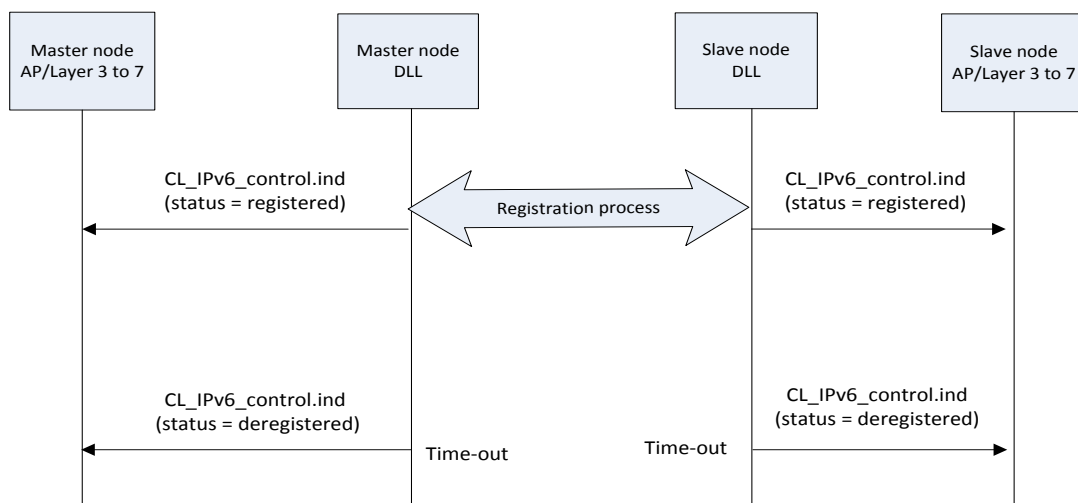 Master node
AP/Layer 3 to 7
Master node
DLL
Slave node
DLL
Slave node
AP/Layer 3 to 7
CL_IPv6_control.ind
(status = registered)
Registration process
CL_IPv6_control.ind
(status = registered)
CL_IPv6_control.ind
(status = deregistered)
Time-out
Time-out
CL_IPv6_control.ind
(status = deregistered)